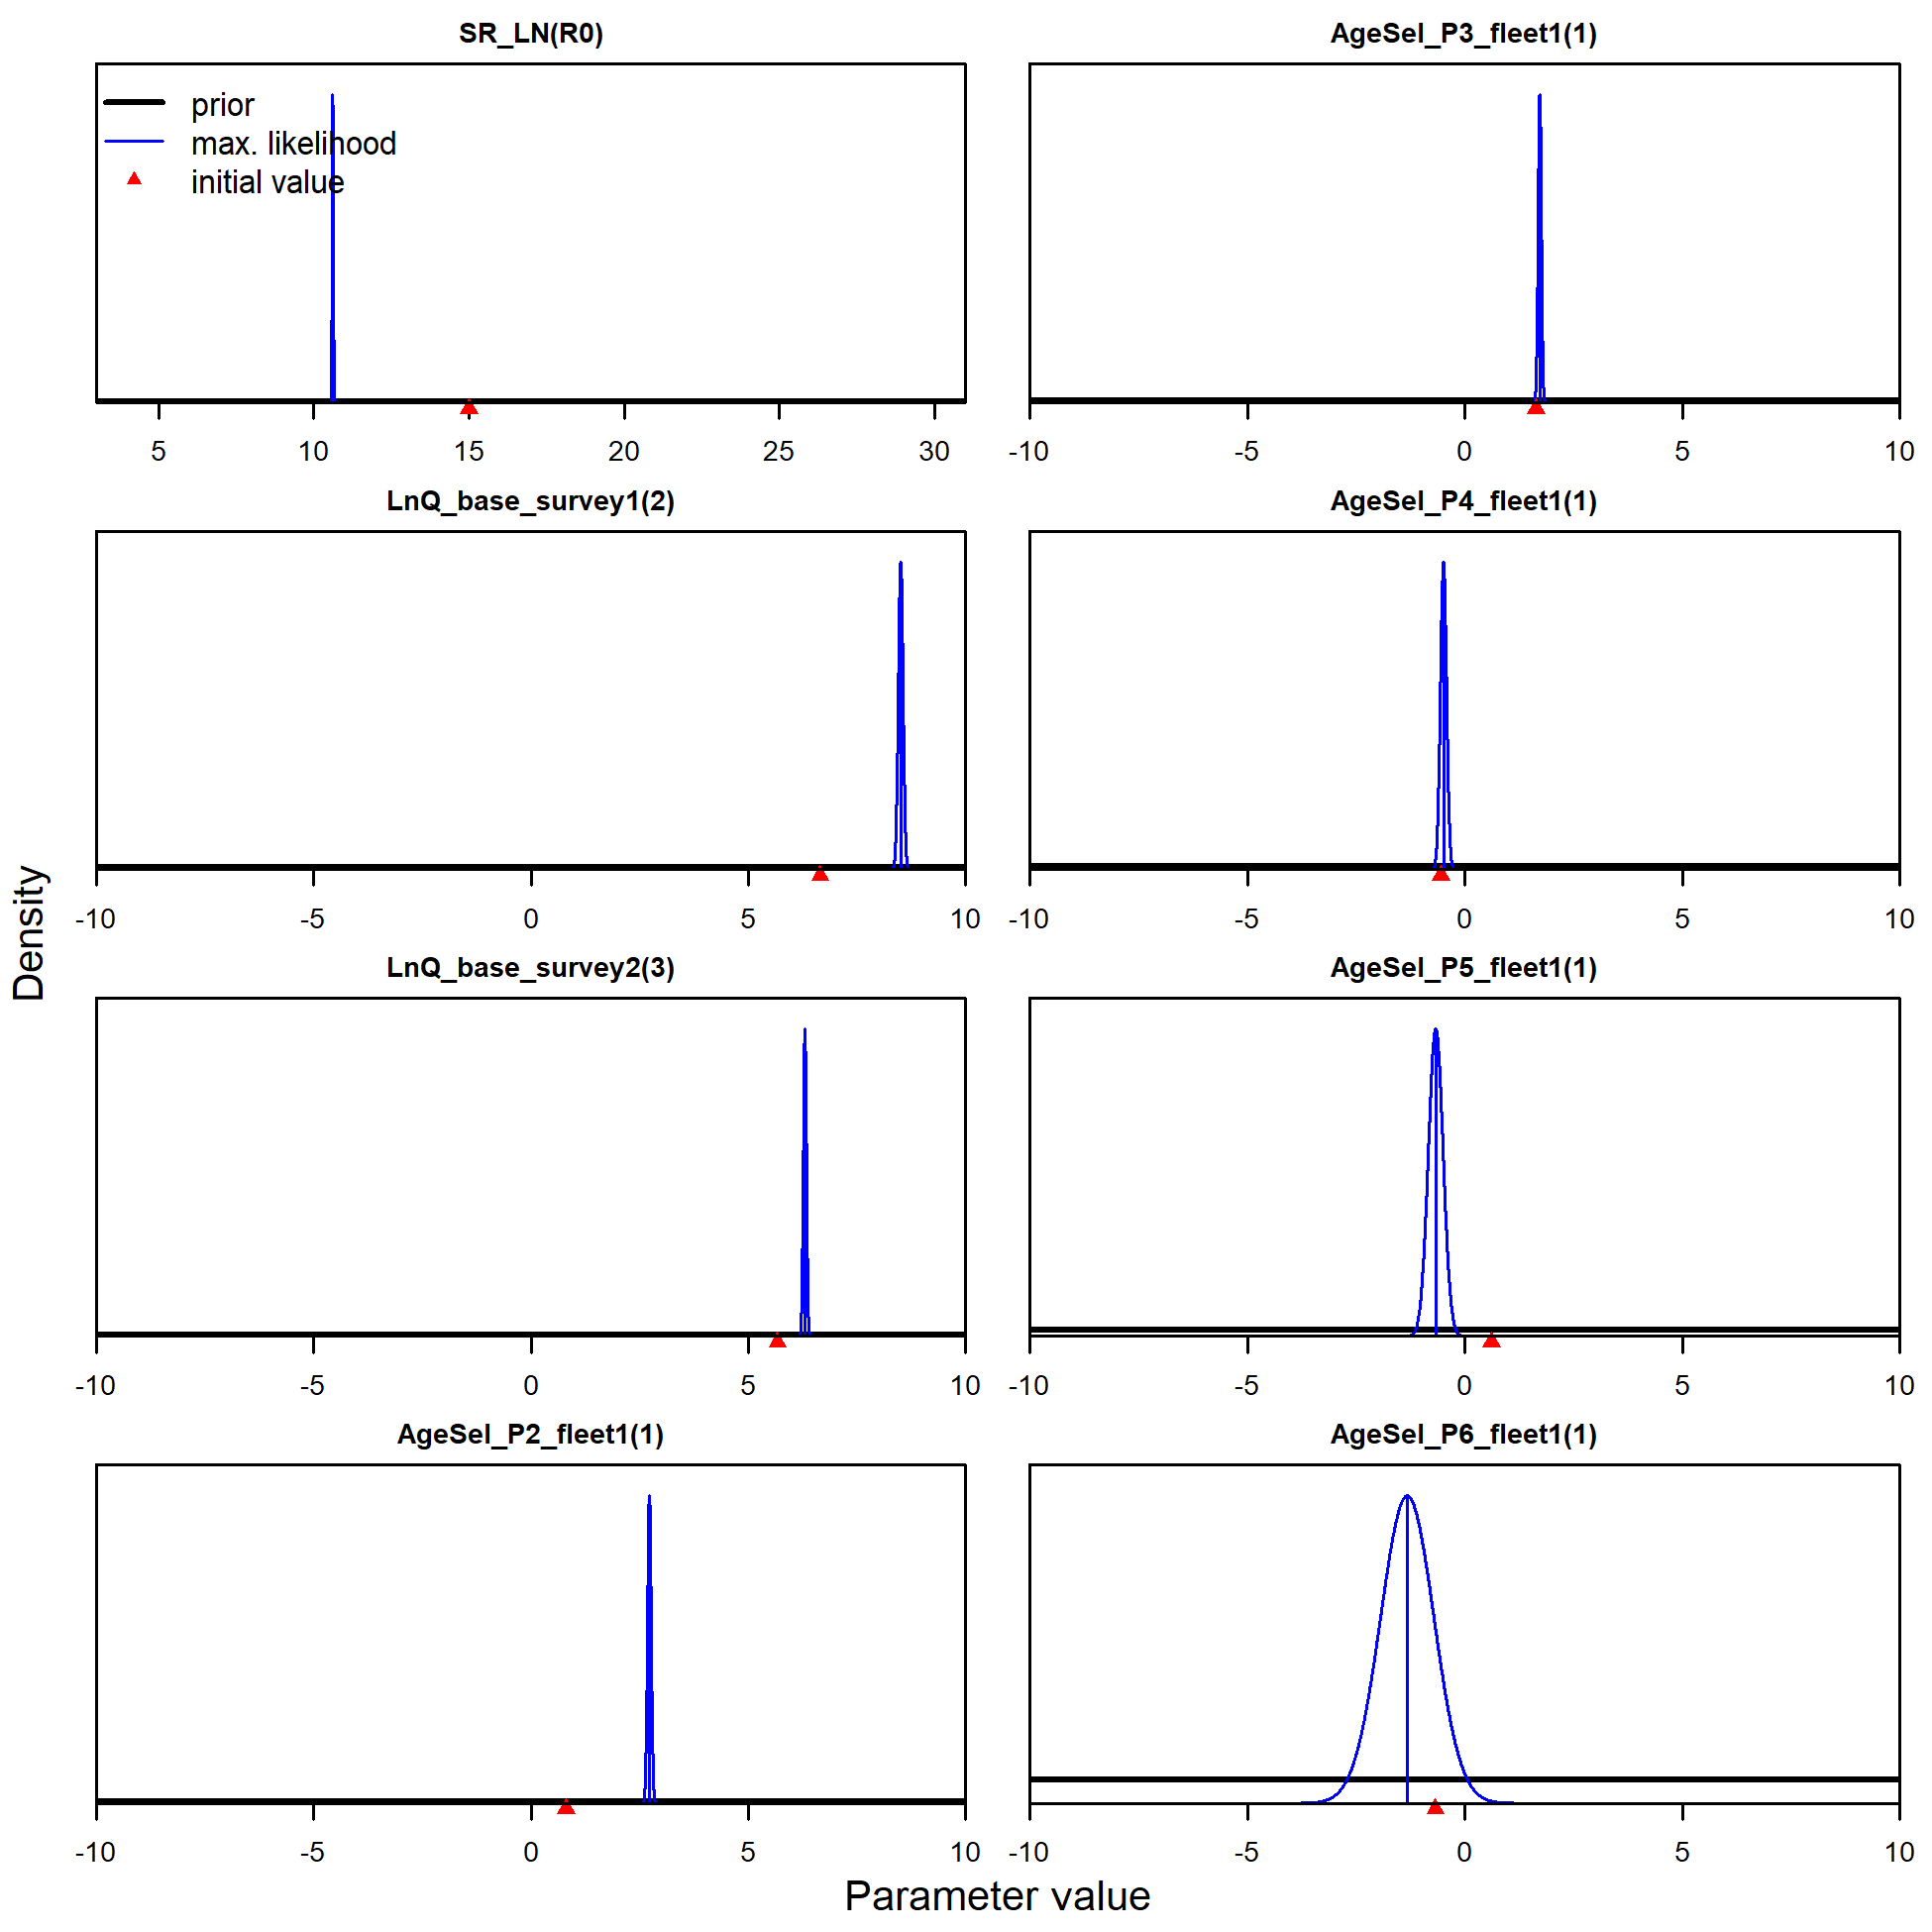 SR_LN(R0)
prior
max. likelihood
initial value
5 10 15 20 25 30
AgeSel_P3_fleet1(1)
-10 -5 0 5 10
LnQ_base_survey1(2)
-10 -5 0 5 10
AgeSel_P4_fleet1(1)
-10 -5 0 5 10
LnQ_base_survey2(3)
-10 -5 0 5 10
AgeSel_P5_fleet1(1)
-10 -5 0 5 10
AgeSel_P2_fleet1(1)
-10 -5 0 5 10
AgeSel_P6_fleet1(1)
-10 -5 0 5 10
Density
Parameter value